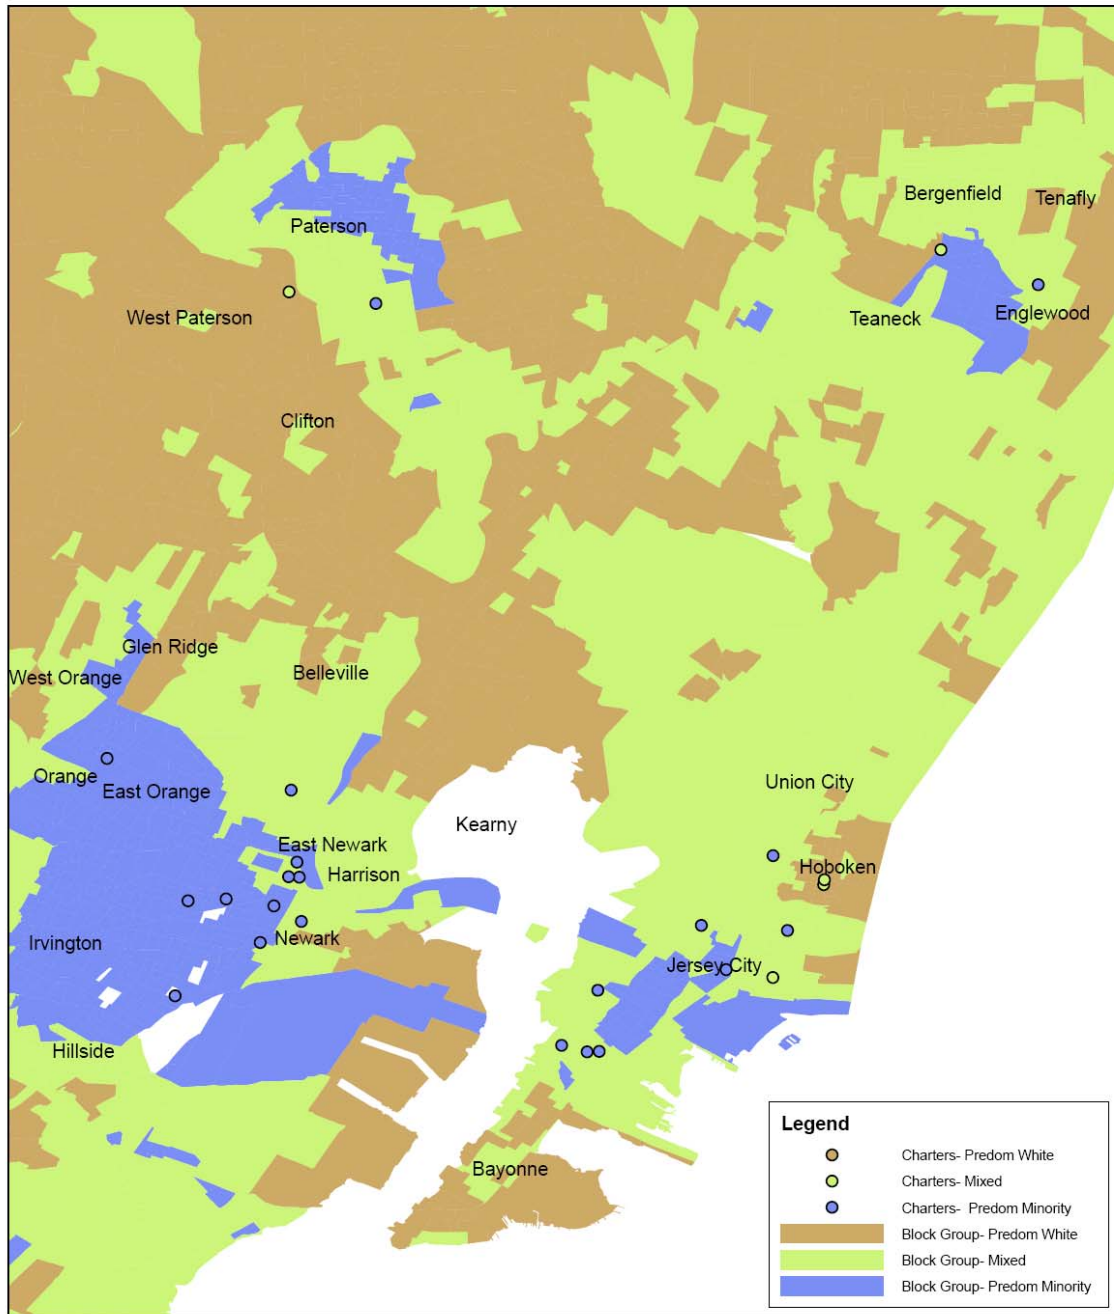 Bergenfield
Tenafly
Paterson
West Paterson
Teaneck
Englewood
Clifton
Glen Ridge
West Orange
Belleville
Orange
East Orange
Union City
Kearny
East Newark
Hoboken
Harrison
Irvington
Newark
Jersey City
Hillside
Bayonne
Legend
Charters- Predom White
Charters- Mixed
Charters-  Predom Minority
Block Group- Predom White
Block Group- Mixed
Block Group- Predom Minority